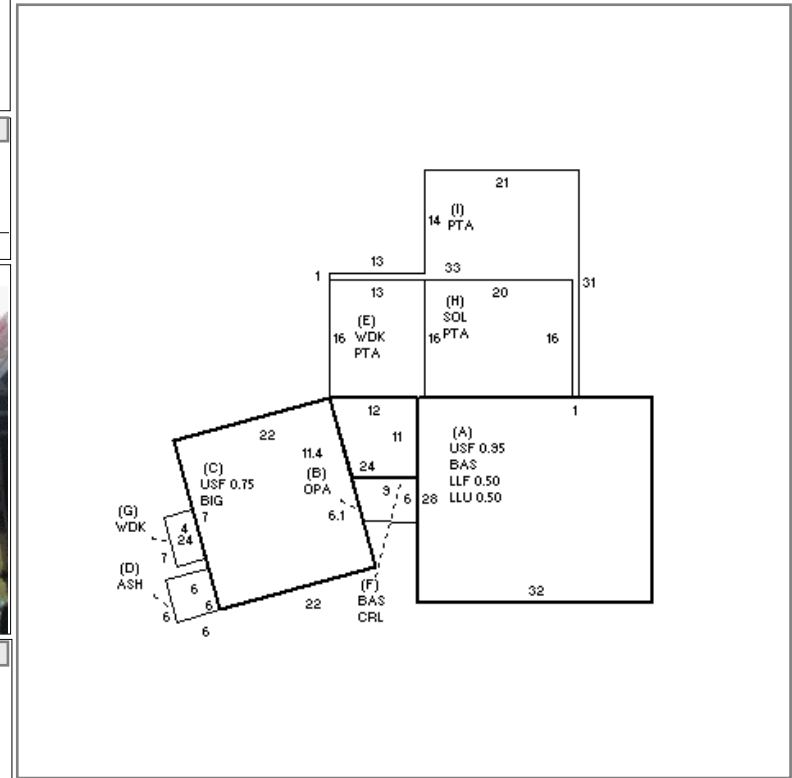 21
14
(I)
PTA
13
33
1
31
13
20
(H)
SOL
PTA
(E)
WDK
PTA
16
16
16
12
1
11
22
(A)
USF 0.95
BAS
LLF 0.50
LLU 0.50
11.4
24
(C)
USF 0.75
BIG
(B)
OPA
9
6
28
7
6.1
(G)
WDK
4
24
7
(D)
ASH
6
6
6
6
22
(F)
BAS
CRL
32